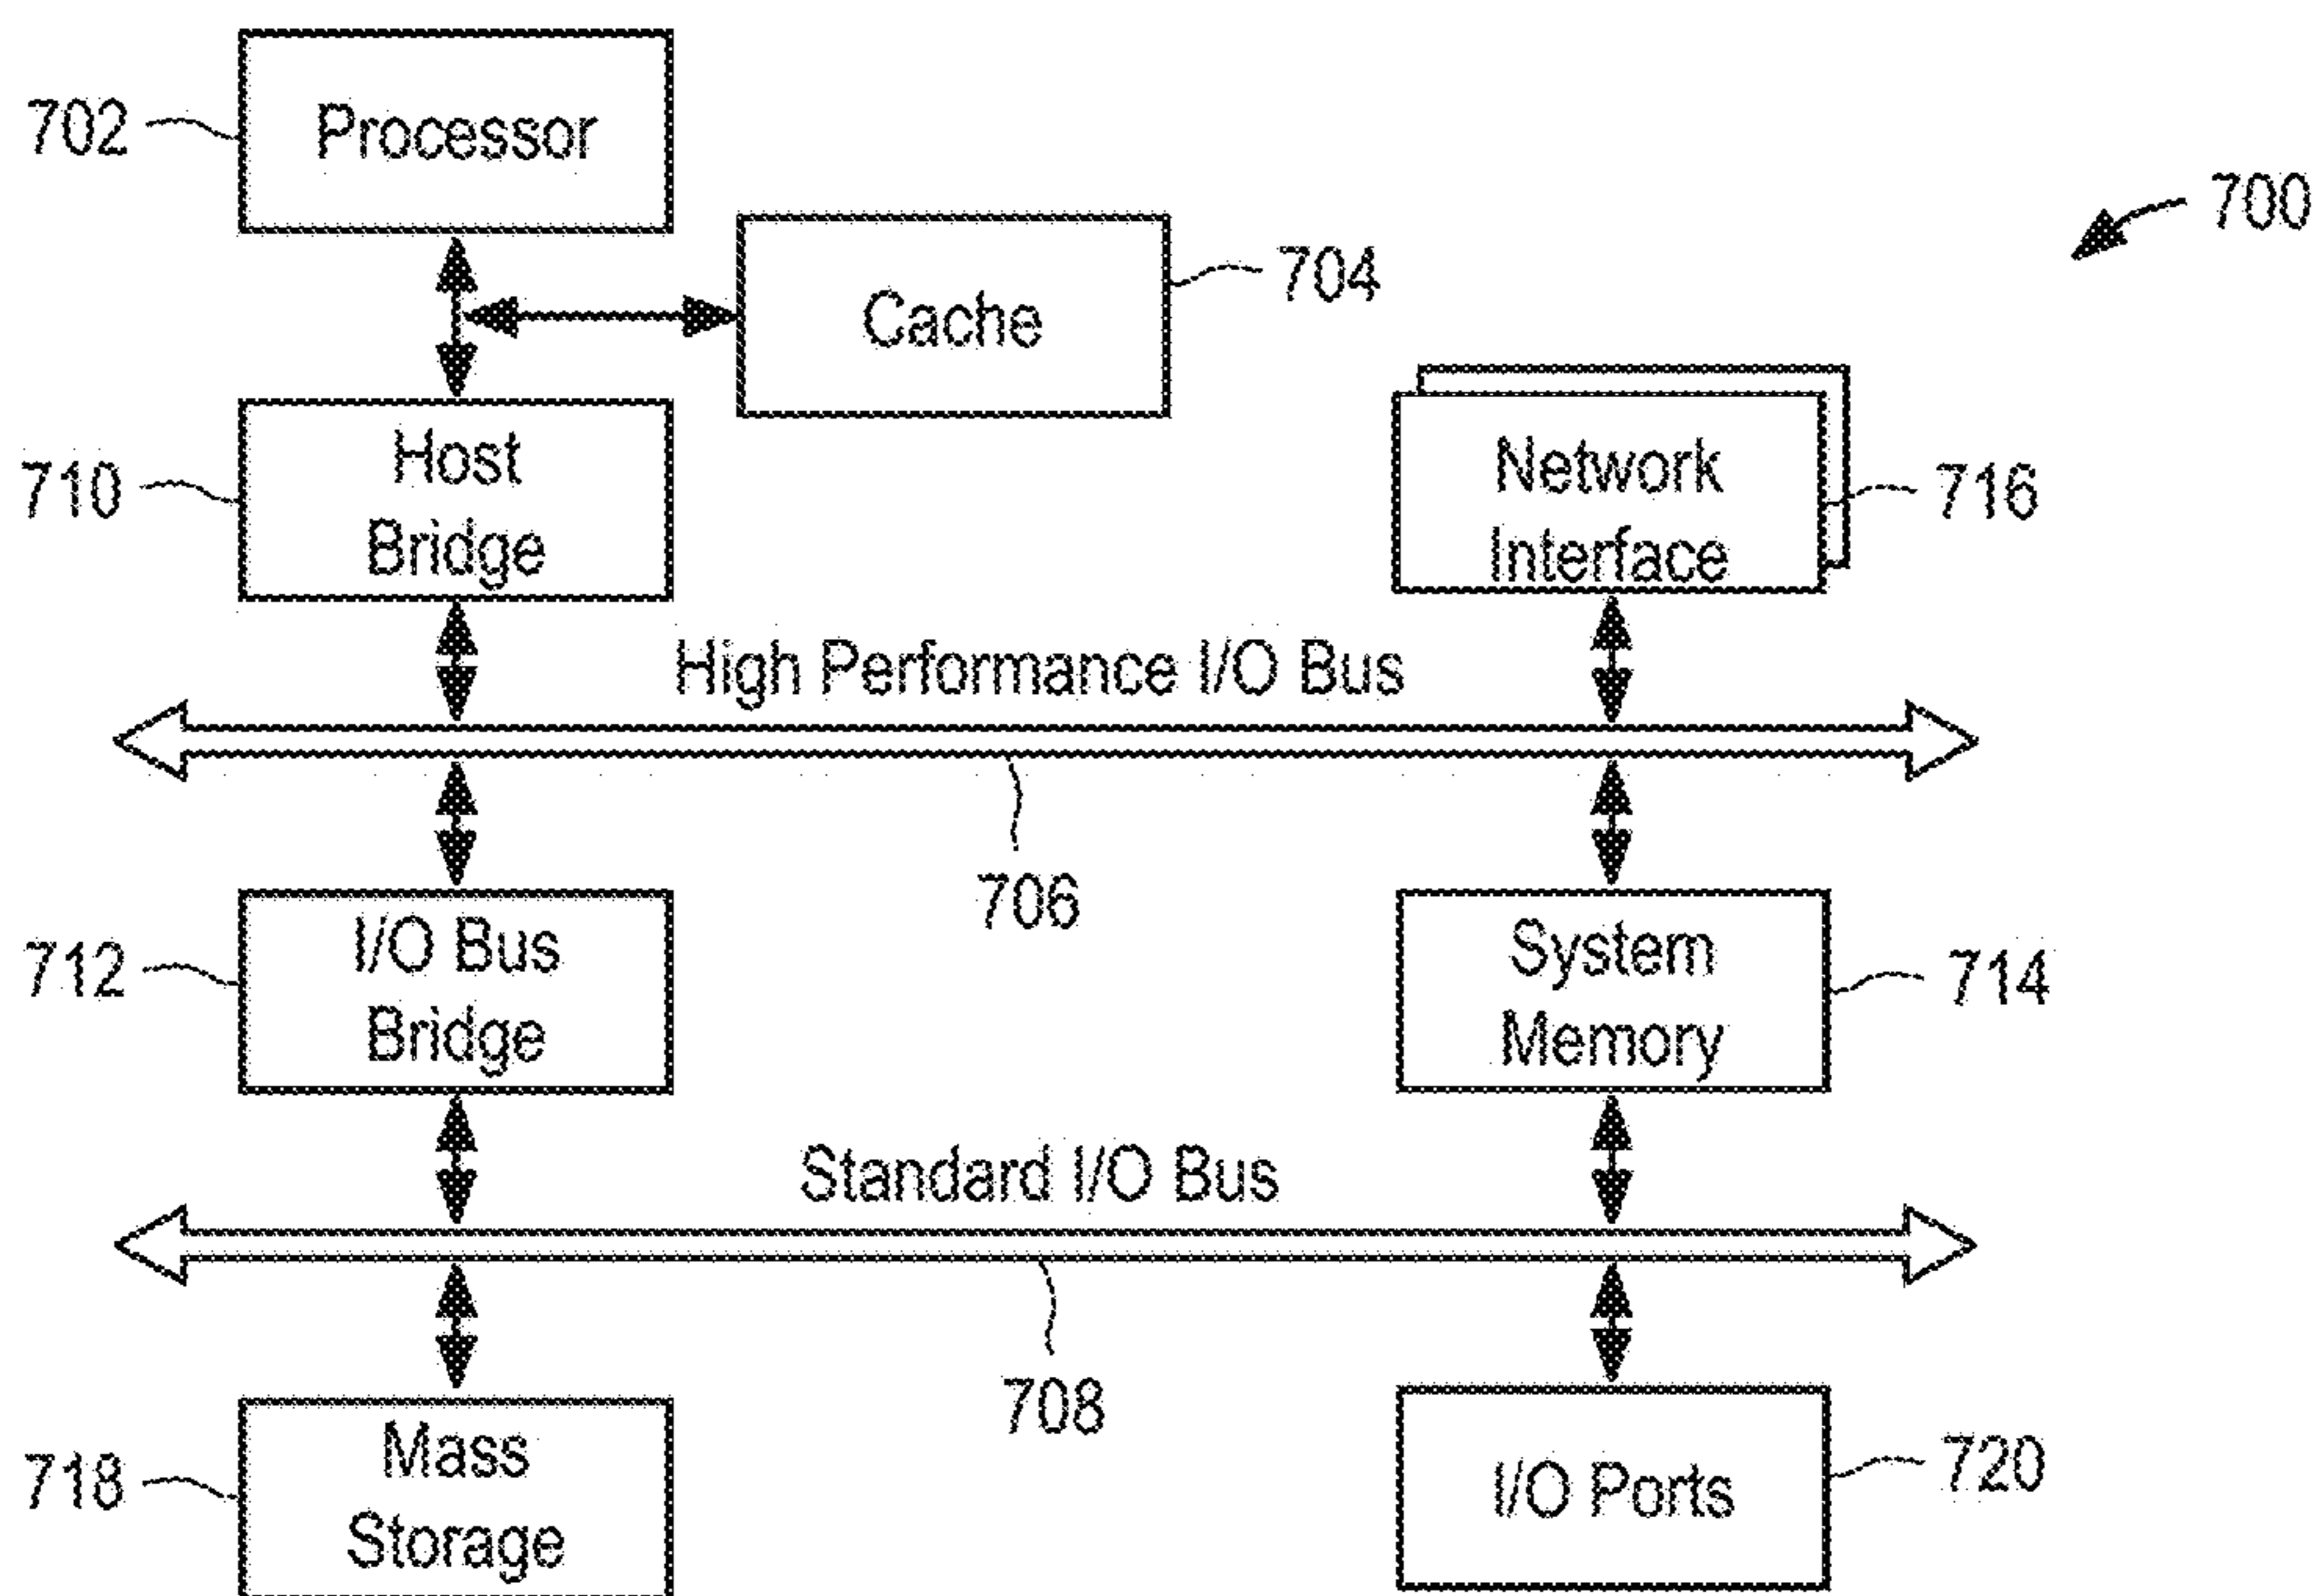 702
Processor
700
704
Cache
710
Host
Bridge
Network
Interface
716
High Performance I/O Bus
706
712
I/O Bus
Bridge
System
Memory
714
Standard I/O Bus
708
718
Mass
Storage
I/O Ports
720